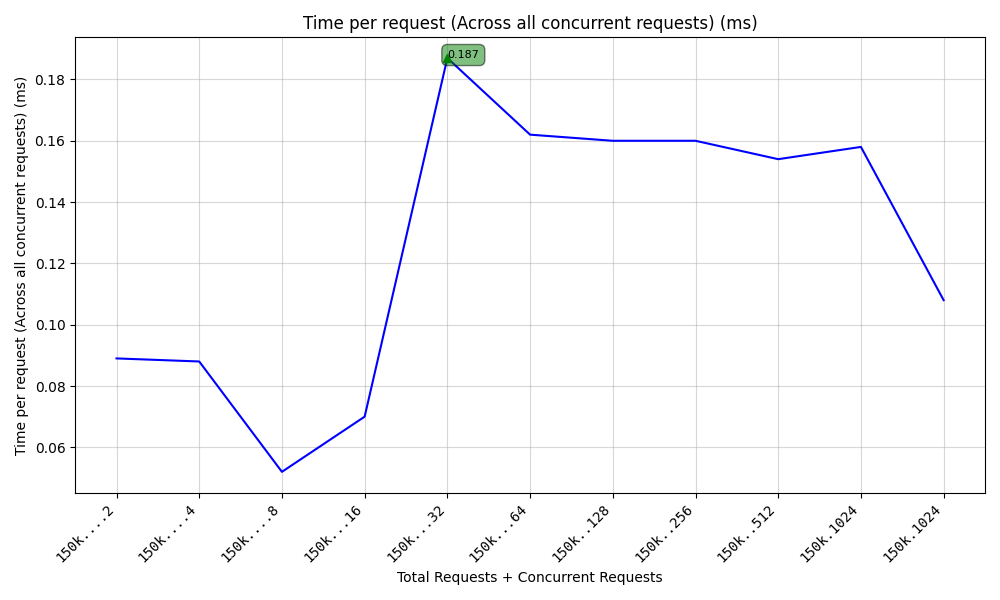 Time per request (Across all concurrent requests) (ms)
Time per request (Across all concurrent requests) (ms)
0.18
0.16
0.14
0.12
0.10
0.08
0.06
0.187
150k....2
150k....4
150k....8
150k...16
150k...32
150k...64
150k..128
150k..256
150k..512
150k.1024
150k.1024
Total Requests + Concurrent Requests